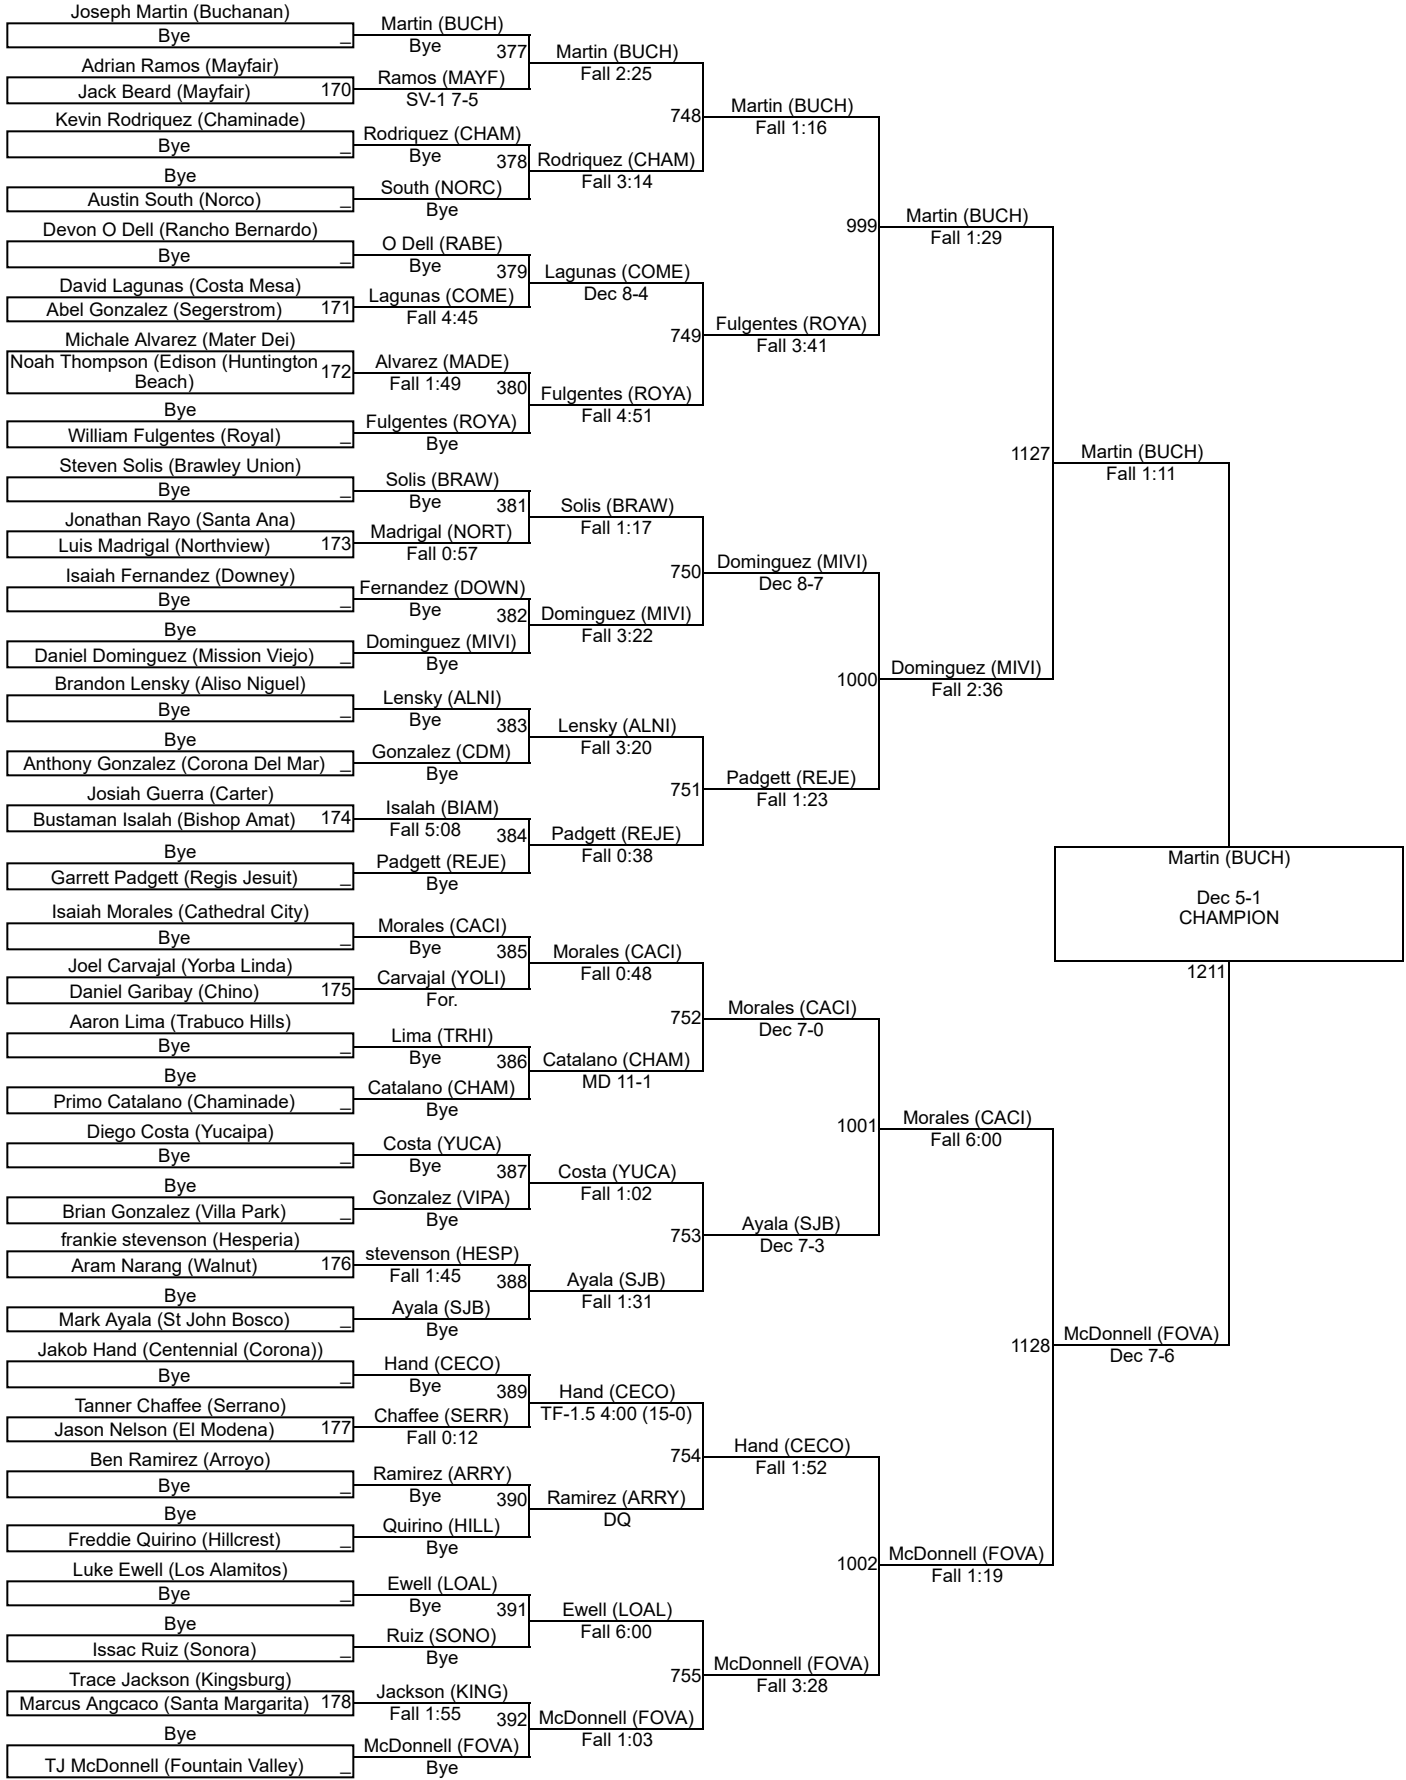 Joseph Martin (Buchanan)
Bye _
Martin (BUCH)
Bye
377
Adrian Ramos (Mayfair)
Jack Beard (Mayfair) 170
Ramos (MAYF)
SV-1 7-5
Martin (BUCH)
Fall 2:25
748
Kevin Rodriquez (Chaminade)
Bye _
Rodriquez (CHAM)
Bye
378
Bye
Austin South (Norco) _
South (NORC)
Bye
Rodriquez (CHAM)
Fall 3:14
Martin (BUCH)
Fall 1:16
999
Devon O Dell (Rancho Bernardo)
Bye _
O Dell (RABE)
Bye
379
David Lagunas (Costa Mesa)
Abel Gonzalez (Segerstrom) 171
Lagunas (COME)
Fall 4:45
Lagunas (COME)
Dec 8-4
749
Michale Alvarez (Mater Dei)
Noah Thompson (Edison (Huntington
Beach) 172
Alvarez (MADE)
Fall 1:49
380
Bye
William Fulgentes (Royal) _
Fulgentes (ROYA)
Bye
Fulgentes (ROYA)
Fall 4:51
Fulgentes (ROYA)
Fall 3:41
Martin (BUCH)
Fall 1:29
1127
Steven Solis (Brawley Union)
Bye _
Solis (BRAW)
Bye
381
Jonathan Rayo (Santa Ana)
Luis Madrigal (Northview) 173
Madrigal (NORT)
Fall 0:57
Solis (BRAW)
Fall 1:17
750
Isaiah Fernandez (Downey)
Bye _
Fernandez (DOWN)
Bye
382
Bye
Daniel Dominguez (Mission Viejo) _
Dominguez (MIVI)
Bye
Dominguez (MIVI)
Fall 3:22
Dominguez (MIVI)
Dec 8-7
1000
Brandon Lensky (Aliso Niguel)
Bye _
Lensky (ALNI)
Bye
383
Bye
Anthony Gonzalez (Corona Del Mar) _
Gonzalez (CDM)
Bye
Lensky (ALNI)
Fall 3:20
751
Josiah Guerra (Carter)
Bustaman Isalah (Bishop Amat) 174
Isalah (BIAM)
Fall 5:08
384
Bye
Garrett Padgett (Regis Jesuit) _
Padgett (REJE)
Bye
Padgett (REJE)
Fall 0:38
Padgett (REJE)
Fall 1:23
Dominguez (MIVI)
Fall 2:36
Martin (BUCH)
Fall 1:11
Martin (BUCH)
Dec 5-1
CHAMPION
1211
Isaiah Morales (Cathedral City)
Bye _
Morales (CACI)
Bye
385
Joel Carvajal (Yorba Linda)
Daniel Garibay (Chino) 175
Carvajal (YOLI)
For.
Morales (CACI)
Fall 0:48
752
Aaron Lima (Trabuco Hills)
Bye _
Lima (TRHI)
Bye
386
Bye
Primo Catalano (Chaminade) _
Catalano (CHAM)
Bye
Catalano (CHAM)
MD 11-1
Morales (CACI)
Dec 7-0
1001
Diego Costa (Yucaipa)
Bye _
Costa (YUCA)
Bye
387
Bye
Brian Gonzalez (Villa Park) _
Gonzalez (VIPA)
Bye
Costa (YUCA)
Fall 1:02
753
frankie stevenson (Hesperia)
Aram Narang (Walnut) 176
stevenson (HESP)
Fall 1:45
388
Bye
Mark Ayala (St John Bosco) _
Ayala (SJB)
Bye
Ayala (SJB)
Fall 1:31
Ayala (SJB)
Dec 7-3
Morales (CACI)
Fall 6:00
1128
Jakob Hand (Centennial (Corona))
Bye _
Hand (CECO)
Bye
389
Tanner Chaffee (Serrano)
Jason Nelson (El Modena) 177
Chaffee (SERR)
Fall 0:12
Hand (CECO)
TF-1.5 4:00 (15-0)
754
Ben Ramirez (Arroyo)
Bye _
Ramirez (ARRY)
Bye
390
Bye
Freddie Quirino (Hillcrest) _
Quirino (HILL)
Bye
Ramirez (ARRY)
DQ
Hand (CECO)
Fall 1:52
1002
Luke Ewell (Los Alamitos)
Bye _
Ewell (LOAL)
Bye
391
Bye
Issac Ruiz (Sonora) _
Ruiz (SONO)
Bye
Ewell (LOAL)
Fall 6:00
755
Trace Jackson (Kingsburg)
Marcus Angcaco (Santa Margarita) 178
Jackson (KING)
Fall 1:55
392
Bye
TJ McDonnell (Fountain Valley) _
McDonnell (FOVA)
Bye
McDonnell (FOVA)
Fall 1:03
McDonnell (FOVA)
Fall 3:28
McDonnell (FOVA)
Fall 1:19
McDonnell (FOVA)
Dec 7-6